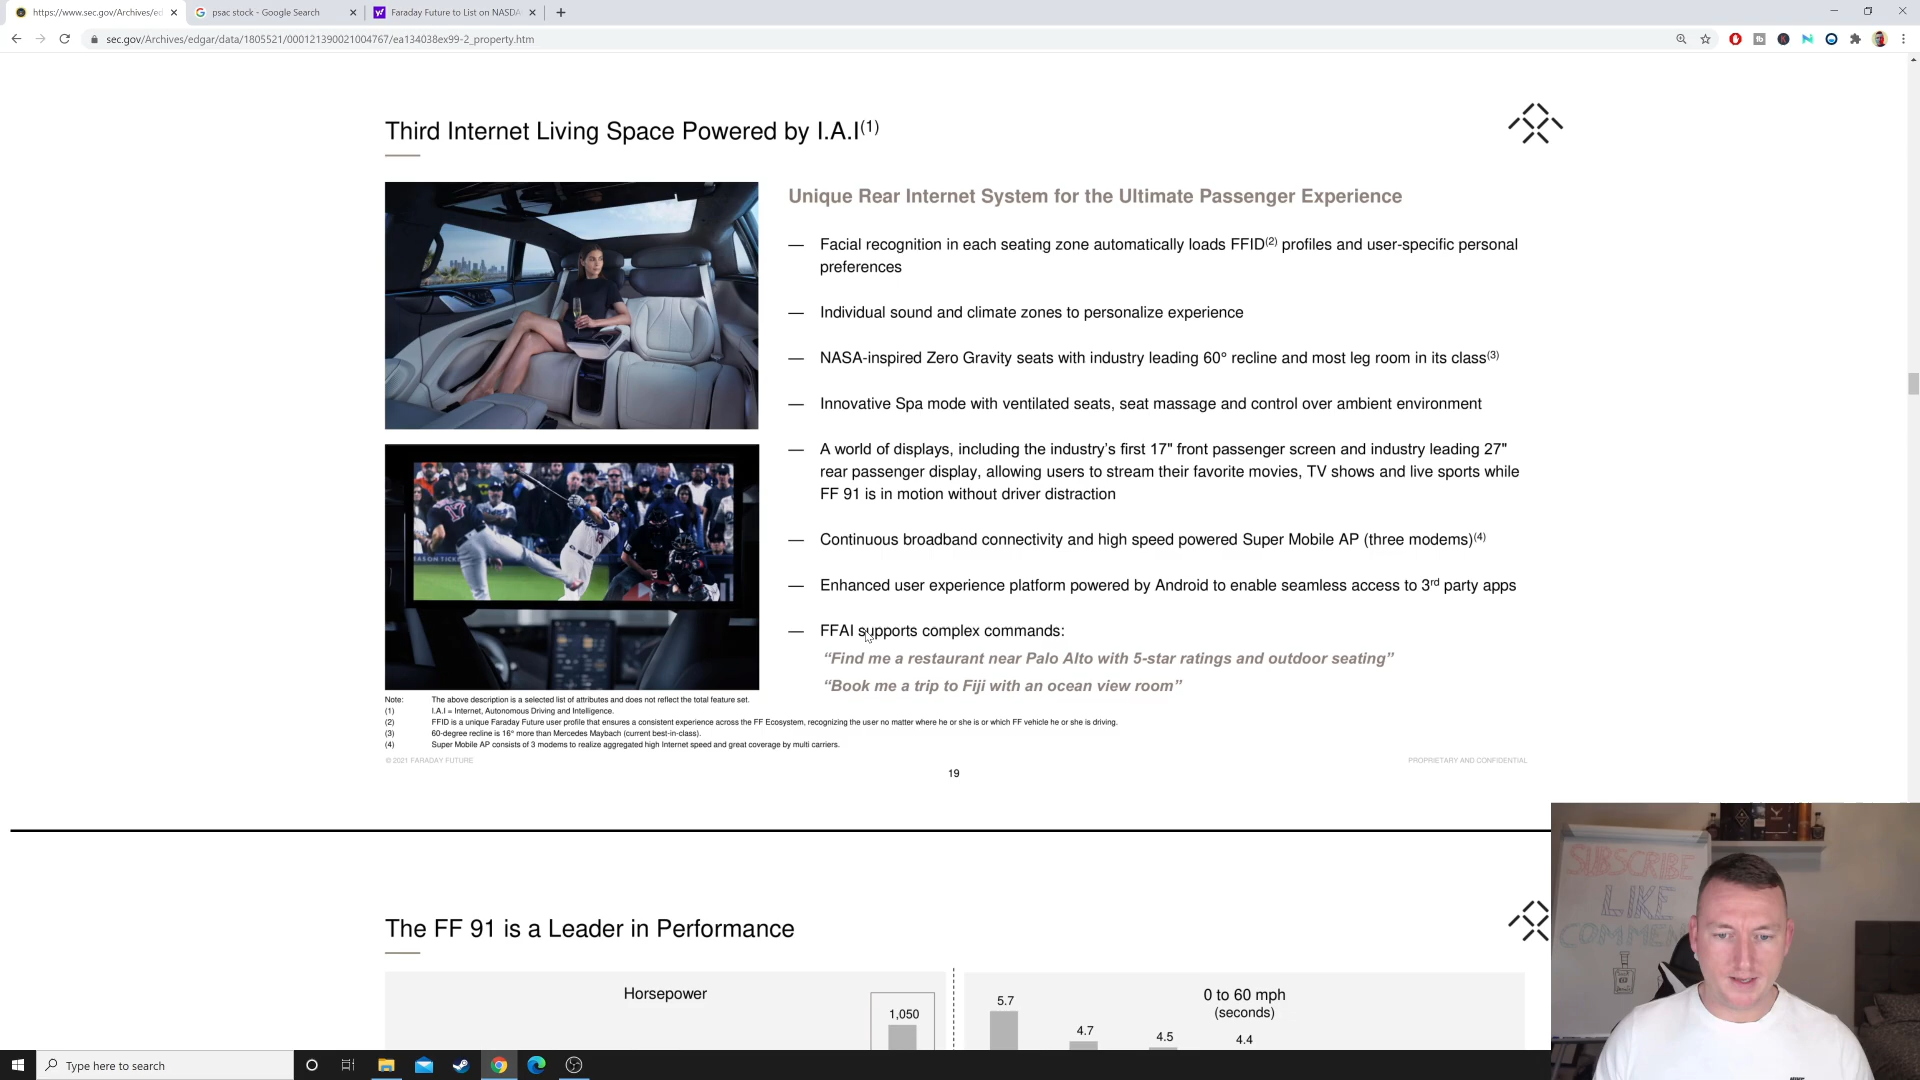 https://www.sec.gov/Archives/ed
psac stock - Google Search
Faraday Future to List on NASDA
sec.gov/Archives/edgar/data/1805521/000121390021004767/ea134038ex99-2_property.htm
Third Internet Living Space Powered by I.A.I(1)
Unique Rear Internet System for the Ultimate Passenger Experience
— Facial recognition in each seating zone automatically loads FFID(2) profiles and user-specific personal
preferences
— Individual sound and climate zones to personalize experience
— NASA-inspired Zero Gravity seats with industry leading 60° recline and most leg room in its class(3)
— Innovative Spa mode with ventilated seats, seat massage and control over ambient environment
— A world of displays, including the industry's first 17" front passenger screen and industry leading 27"
rear passenger display, allowing users to stream their favorite movies, TV shows and live sports while
FF 91 is in motion without driver distraction
— Continuous broadband connectivity and high speed powered Super Mobile AP (three modems)(4)
— Enhanced user experience platform powered by Android to enable seamless access to 3rd party apps
— FFAI supports complex commands:
“Find me a restaurant near Palo Alto with 5-star ratings and outdoor seating”
“Book me a trip to Fiji with an ocean view room”
Note: The above description is a selected list of attributes and does not reflect the total feature set.
(1) I.A.I = Internet, Autonomous Driving and Intelligence.
(2) FFID is a unique Faraday Future user profile that ensures a consistent experience across the FF Ecosystem, recognizing the user no matter where he or she is or which FF vehicle he or she is driving.
(3) 60-degree recline is 16° more than Mercedes Maybach (current best-in-class).
(4) Super Mobile AP consists of 3 modems to realize aggregated high Internet speed and great coverage by multi carriers.
© 2021 FARADAY FUTURE
PROPRIETARY AND CONFIDENTIAL
19
The FF 91 is a Leader in Performance
Horsepower
1,050
0 to 60 mph
(seconds)
5.7
4.7
4.5
4.4
SUBSCRIBE
LIKE
COMMEN
Type here to search